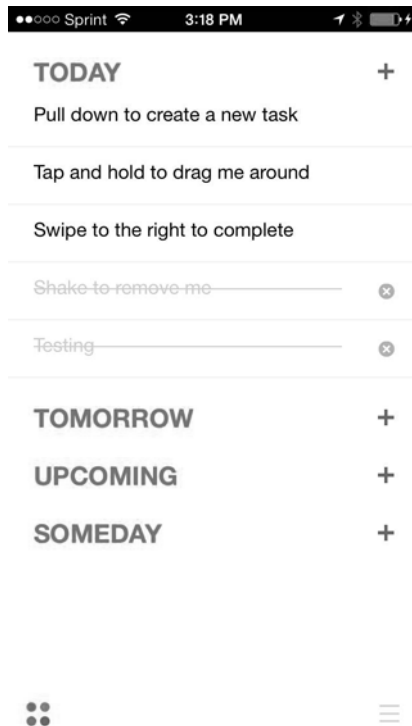 Sprint 3:18 PM
TODAY
Pull down to create a new task
Tap and hold to drag me around
Swipe to the right to complete
Shake to remove me
Testing
TOMORROW
UPCOMING
SOMEDAY